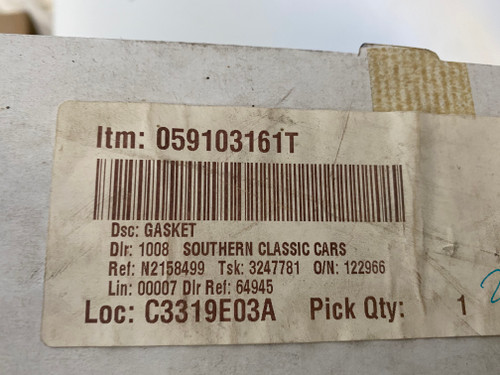 Itm: 059103161T
Dsc: GASKET
Dlr: 1008 SOUTHERN CLASSIC CARS
Ref: N2158499 Tsk: 3247781 O/N: 122966
Lin: 00007 Dlr Ref: 64945
Loc: C3319E03A Pick Qty: 1